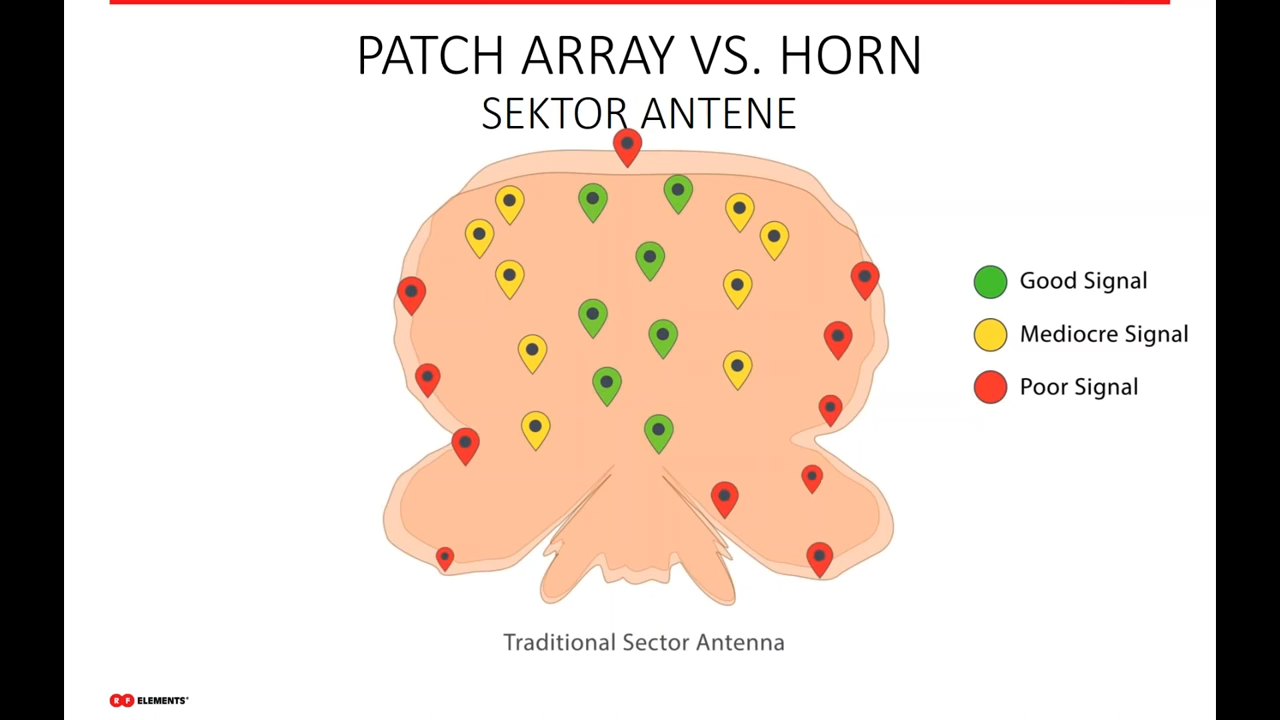 PATCH ARRAY VS. HORN
SEKTOR ANTENE
Good Signal
Mediocre Signal
Poor Signal
Traditional Sector Antenna
RF ELEMENTS